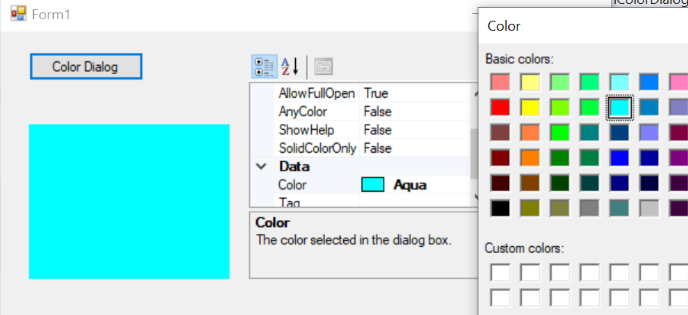 Form1
IColorDialog
Color
Color Dialog
Basic colors:
AllowFullOpen True
AnyColor False
ShowHelp False
SolidColorOnly False
Data
Color Aqua
Tag
Color
The color selected in the dialog box.
Custom colors: